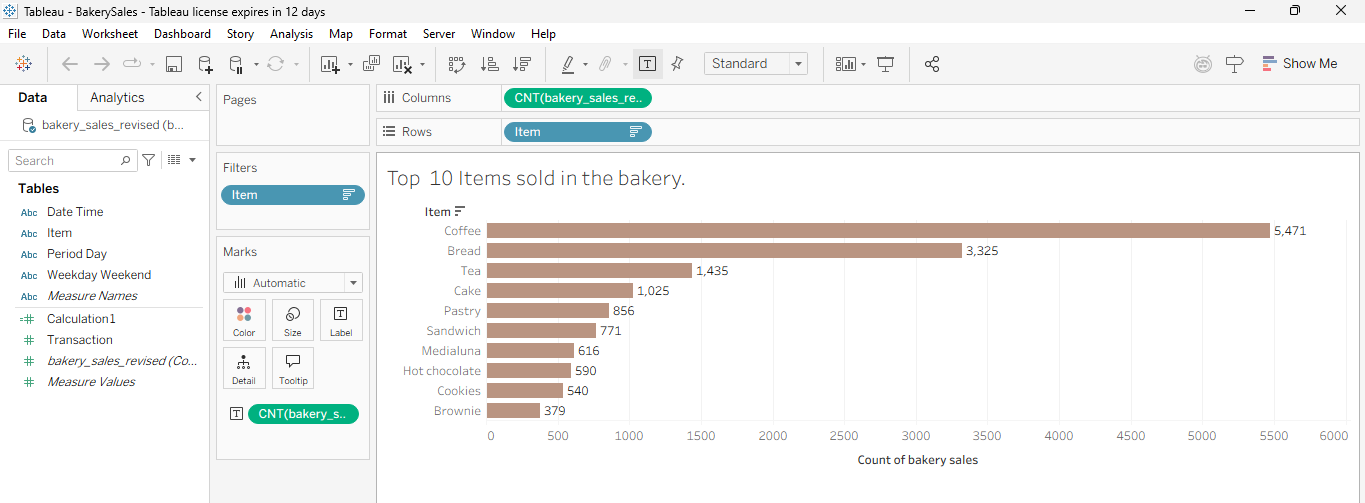 Tableau - BakerySales - Tableau license expires in 12 days
File Data Worksheet Dashboard Story Analysis Map Format Server Window Help
Standard
Show Me
Data Analytics
bakery_sales_revised (b...
Search
Tables
Abc Date Time
Abc Item
Abc Period Day
Abc Weekday Weekend
Abc Measure Names
=# Calculation1
# Transaction
# bakery_sales_revised (Co...
# Measure Values
Pages
Filters
Item
Marks
Automatic
Color Size Label
Detail Tooltip
CNT(bakery_s..
Columns CNT(bakery_sales_re..
Rows Item
Top 10 Items sold in the bakery.
Item
Coffee 5,471
Bread 3,325
Tea 1,435
Cake 1,025
Pastry 856
Sandwich 771
Medialuna 616
Hot chocolate 590
Cookies 540
Brownie 379
0 500 1000 1500 2000 2500 3000 3500 4000 4500 5000 5500 6000
Count of bakery sales